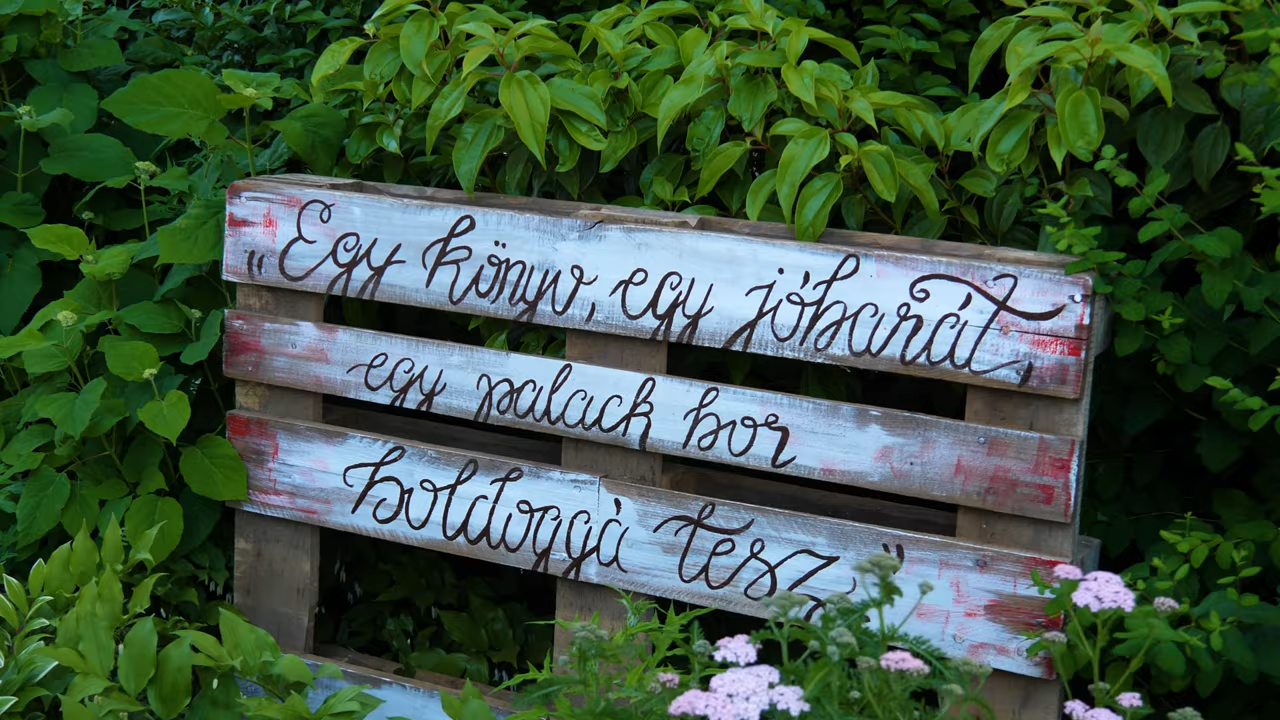 „Egy könyv, egy jóbarát,
egy palack bor
boldoggá tesz”